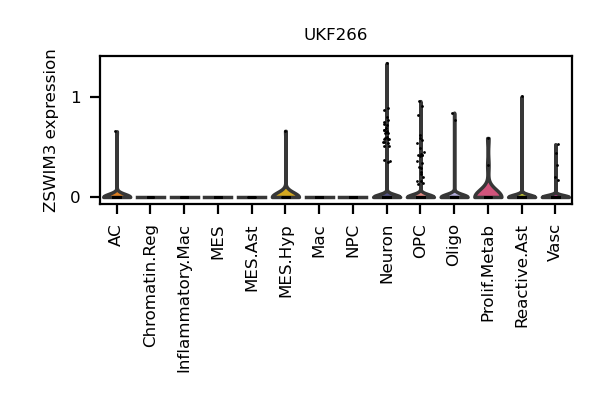 UKF266
ZSWIM3 expression
1
0
AC
Chromatin.Reg
Inflammatory.Mac
MES
MES.Ast
MES.Hyp
Mac
NPC
Neuron
OPC
Oligo
Prolif.Metab
Reactive.Ast
Vasc